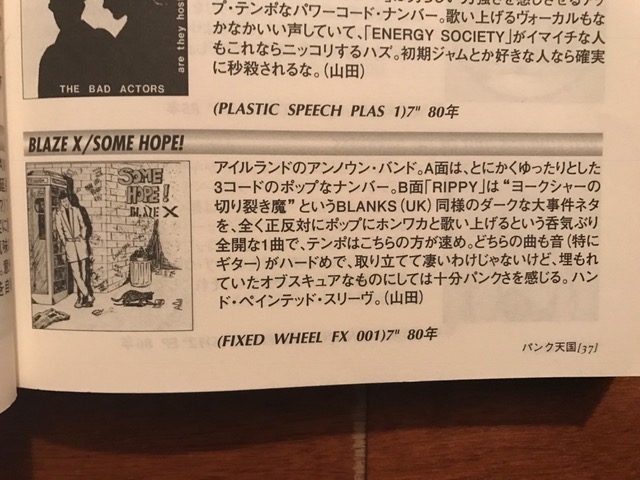 THE BAD ACTORS
are they hos
プ・テンポなパワーコード・ナンバー。歌い上げるヴォーカルもな
かなかいい声していて、「ENERGY SOCIETY」がイマイチな人
もこれならニッコリするハズ。初期ジャムとか好きな人なら確実
に秒殺されるな。(山田)
(PLASTIC SPEECH PLAS 1)7" 80年
BLAZE X/SOME HOPE!
SOME
HOPE!
BLAZE X
アイルランドのアンノウン・バンド。A面は、とにかくゆったりとした
3コードのポップなナンバー。B面「RIPPY」は“ヨークシャーの
切り裂き魔”というBLANKS(UK)同様のダークな大事件ネタ
を、全く正反対にポップにホンワカと歌い上げるという呑気ぶり
全開な1曲で、テンポはこちらの方が速め。どちらの曲も音(特に
ギター)がハードめで、取り立てて凄いわけじゃないけど、埋もれ
ていたオブスキュアなものにしては十分パンクさを感じる。ハン
ド・ペインテッド・スリーヴ。(山田)
(FIXED WHEEL FX 001)7" 80年
パンク天国[37]